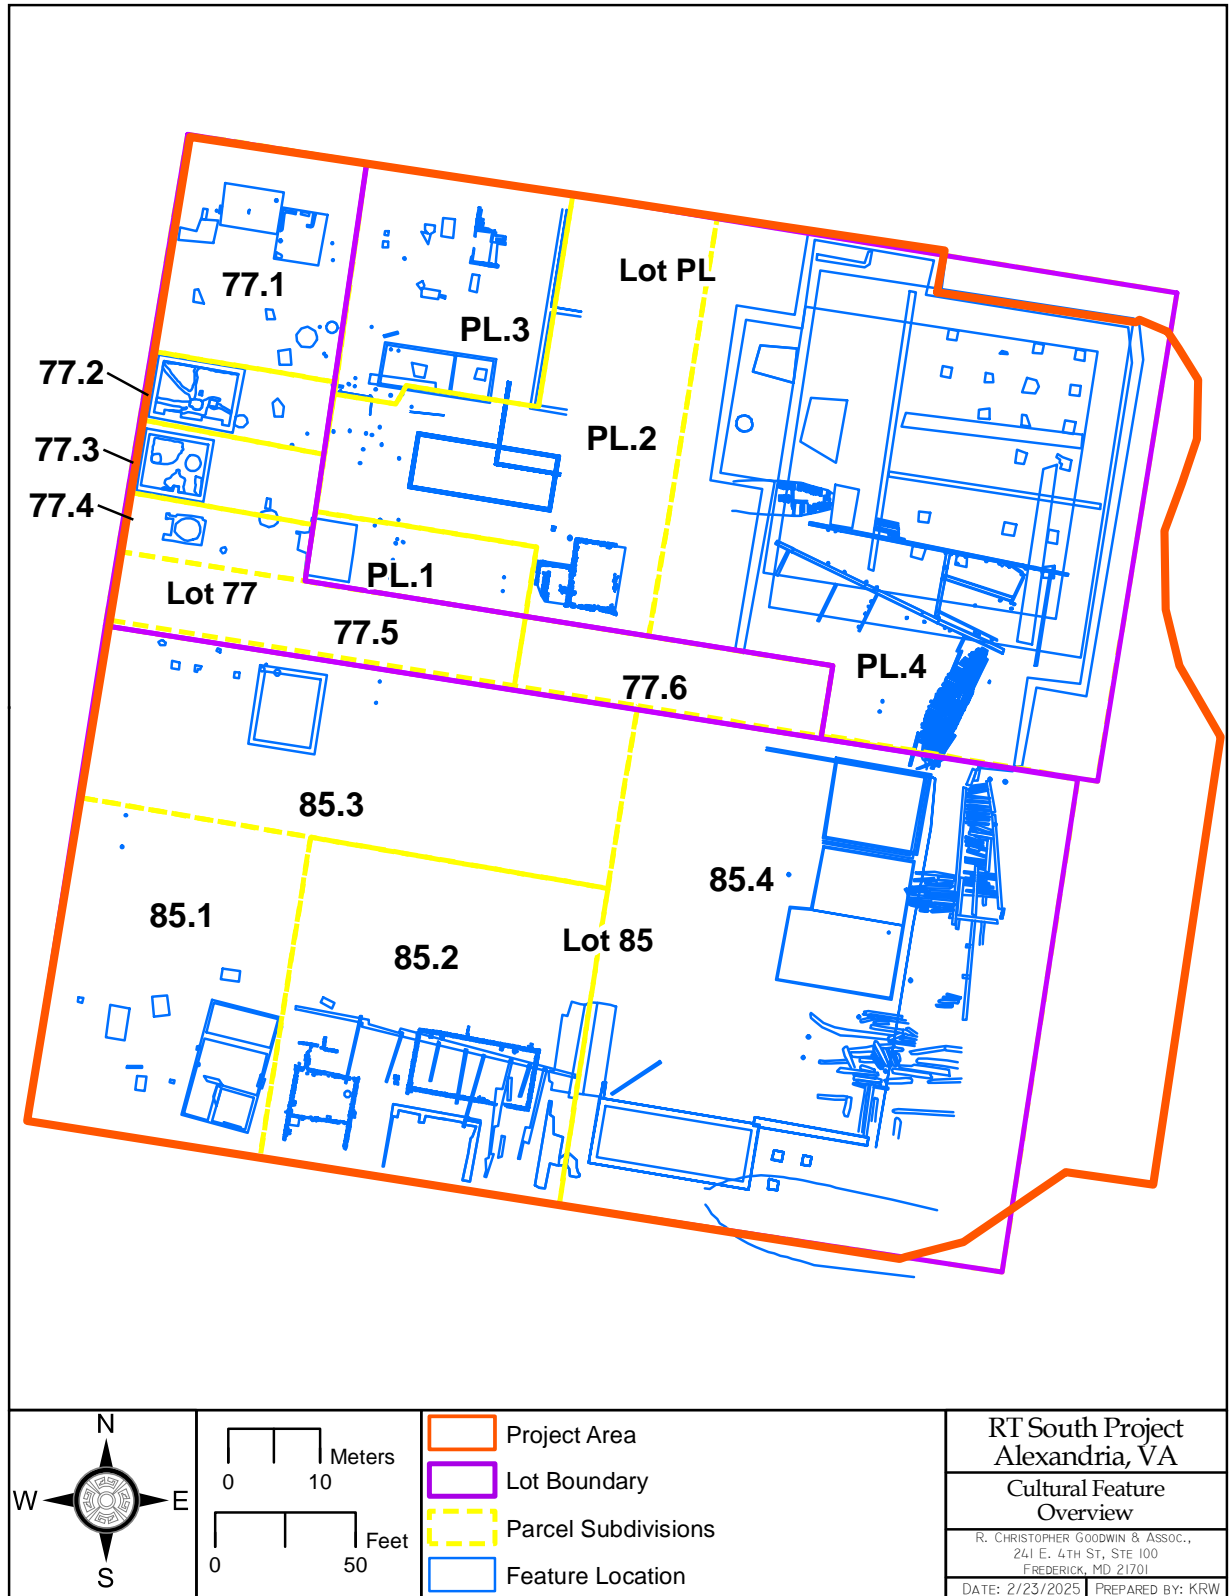 Lot PL
77.1
PL.3
77.2
PL.2
77.3
77.4
PL.1
Lot 77
77.5
PL.4
77.6
85.3
85.4
85.1
Lot 85
85.2
N
W
E
S
Meters
0
10
Feet
0
50
Project Area
Lot Boundary
Parcel Subdivisions
Feature Location
RT South Project
Alexandria, VA
Cultural Feature
Overview
R. Christopher Goodwin & Assoc.,
241 E. 4th St, Ste 100
Frederick, MD 21701
Date: 2/23/2025
Prepared by: KRW